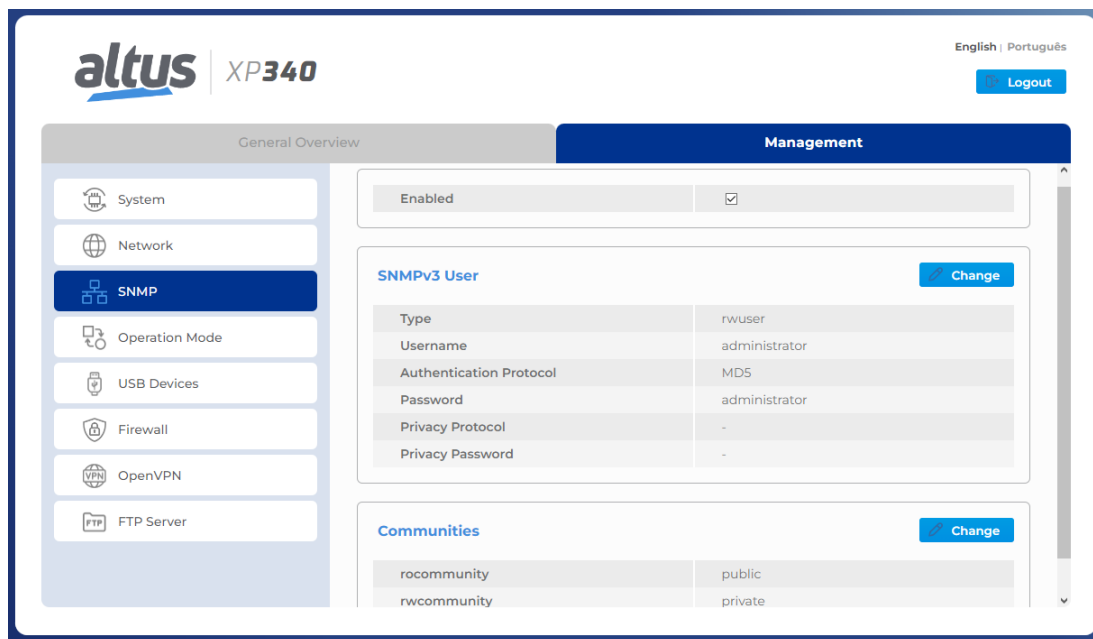 English | Português
altus | XP340
Logout
General Overview
Management
System
Network
SNMP
Operation Mode
USB Devices
VPN OpenVPN
FTP FTP Server
Firewall
Enabled
SNMPv3 User
Change
Type rwuser
Username administrator
Authentication Protocol MD5
Password administrator
Privacy Protocol -
Privacy Password -
Communities
Change
rocommunity public
rwcommunity private